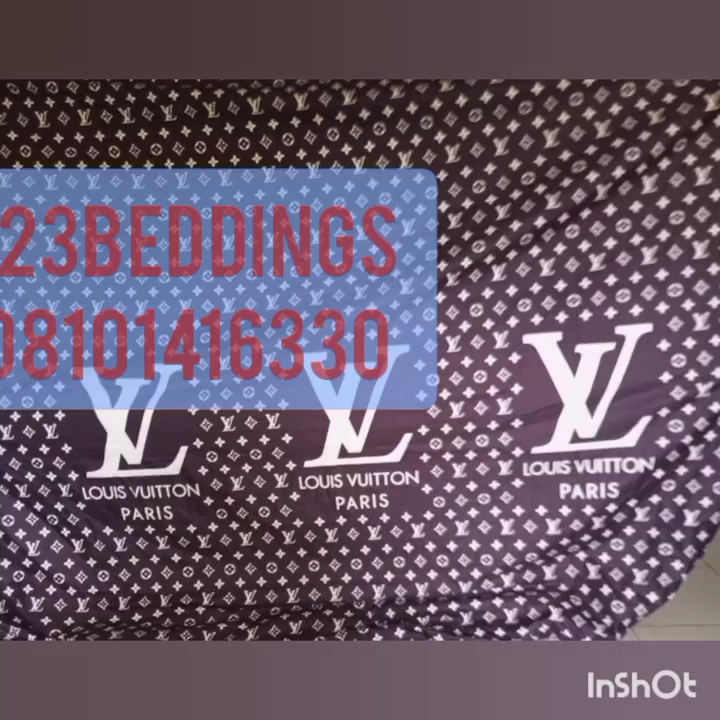 23BEDDINGS
08101416330
LV
LOUIS VUITTON
PARIS
LV
LOUIS VUITTON
PARIS
LV
LOUIS VUITTON
PARIS
InShOt